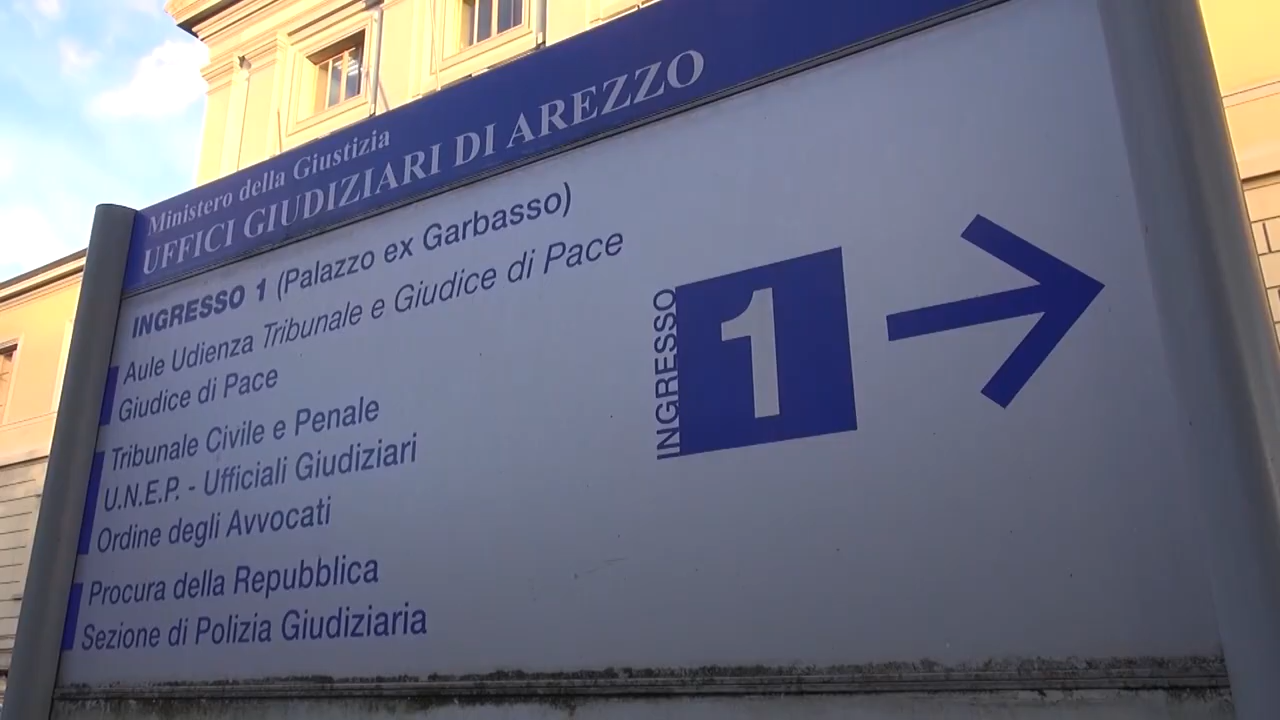 Ministero della Giustizia
UFFICI GIUDIZIARI DI AREZZO
INGRESSO 1 (Palazzo ex Garbasso)
Aule Udienza Tribunale e Giudice di Pace
Giudice di Pace
Tribunale Civile e Penale
U.N.E.P. - Ufficiali Giudiziari
Ordine degli Avvocati
Procura della Repubblica
Sezione di Polizia Giudiziaria
INGRESSO
1